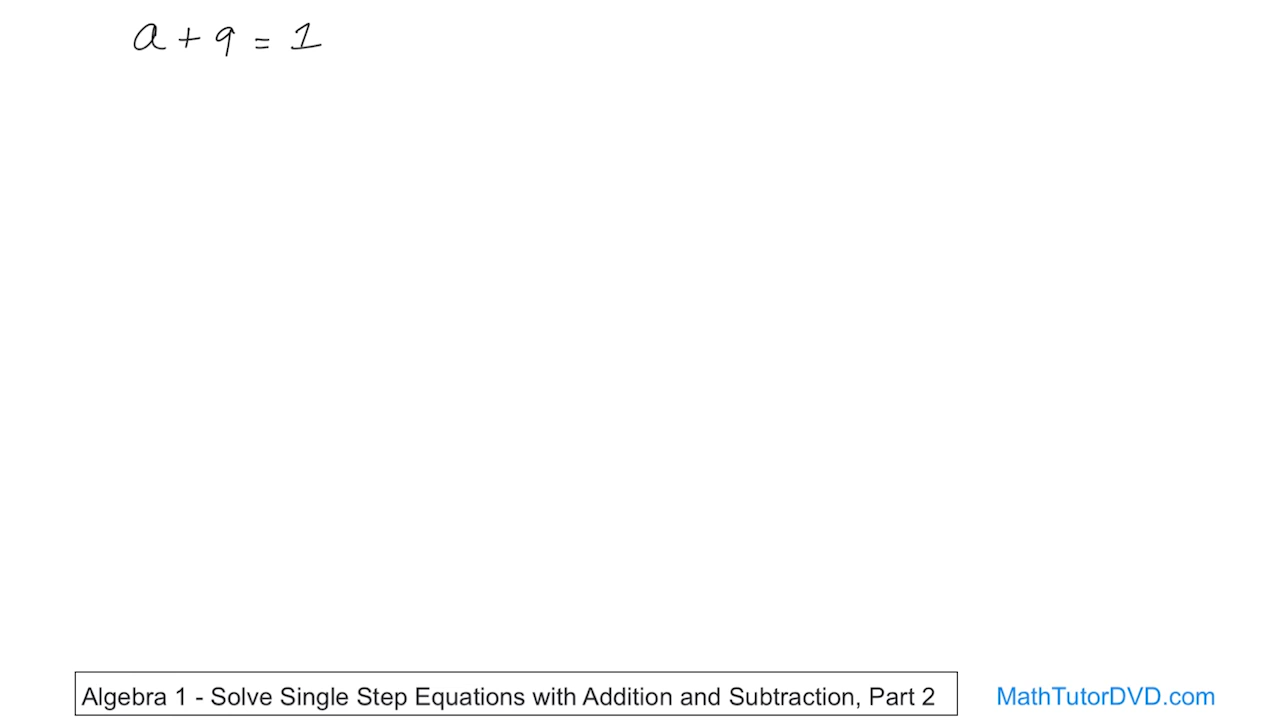 a + 9 = 1
Algebra 1 - Solve Single Step Equations with Addition and Subtraction, Part 2
MathTutorDVD.com